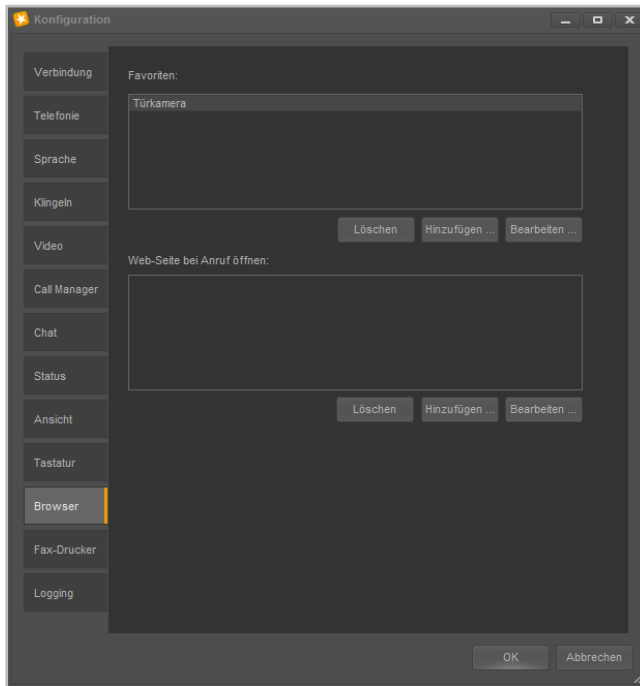 Konfiguration
Verbindung
Telefonie
Sprache
Klingeln
Video
Call Manager
Chat
Status
Ansicht
Tastatur
Browser
Fax-Drucker
Logging
Favoriten:
Türkamera
Löschen Hinzufügen ... Bearbeiten ...
Web-Seite bei Anruf öffnen:
Löschen Hinzufügen ... Bearbeiten ...
OK Abbrechen